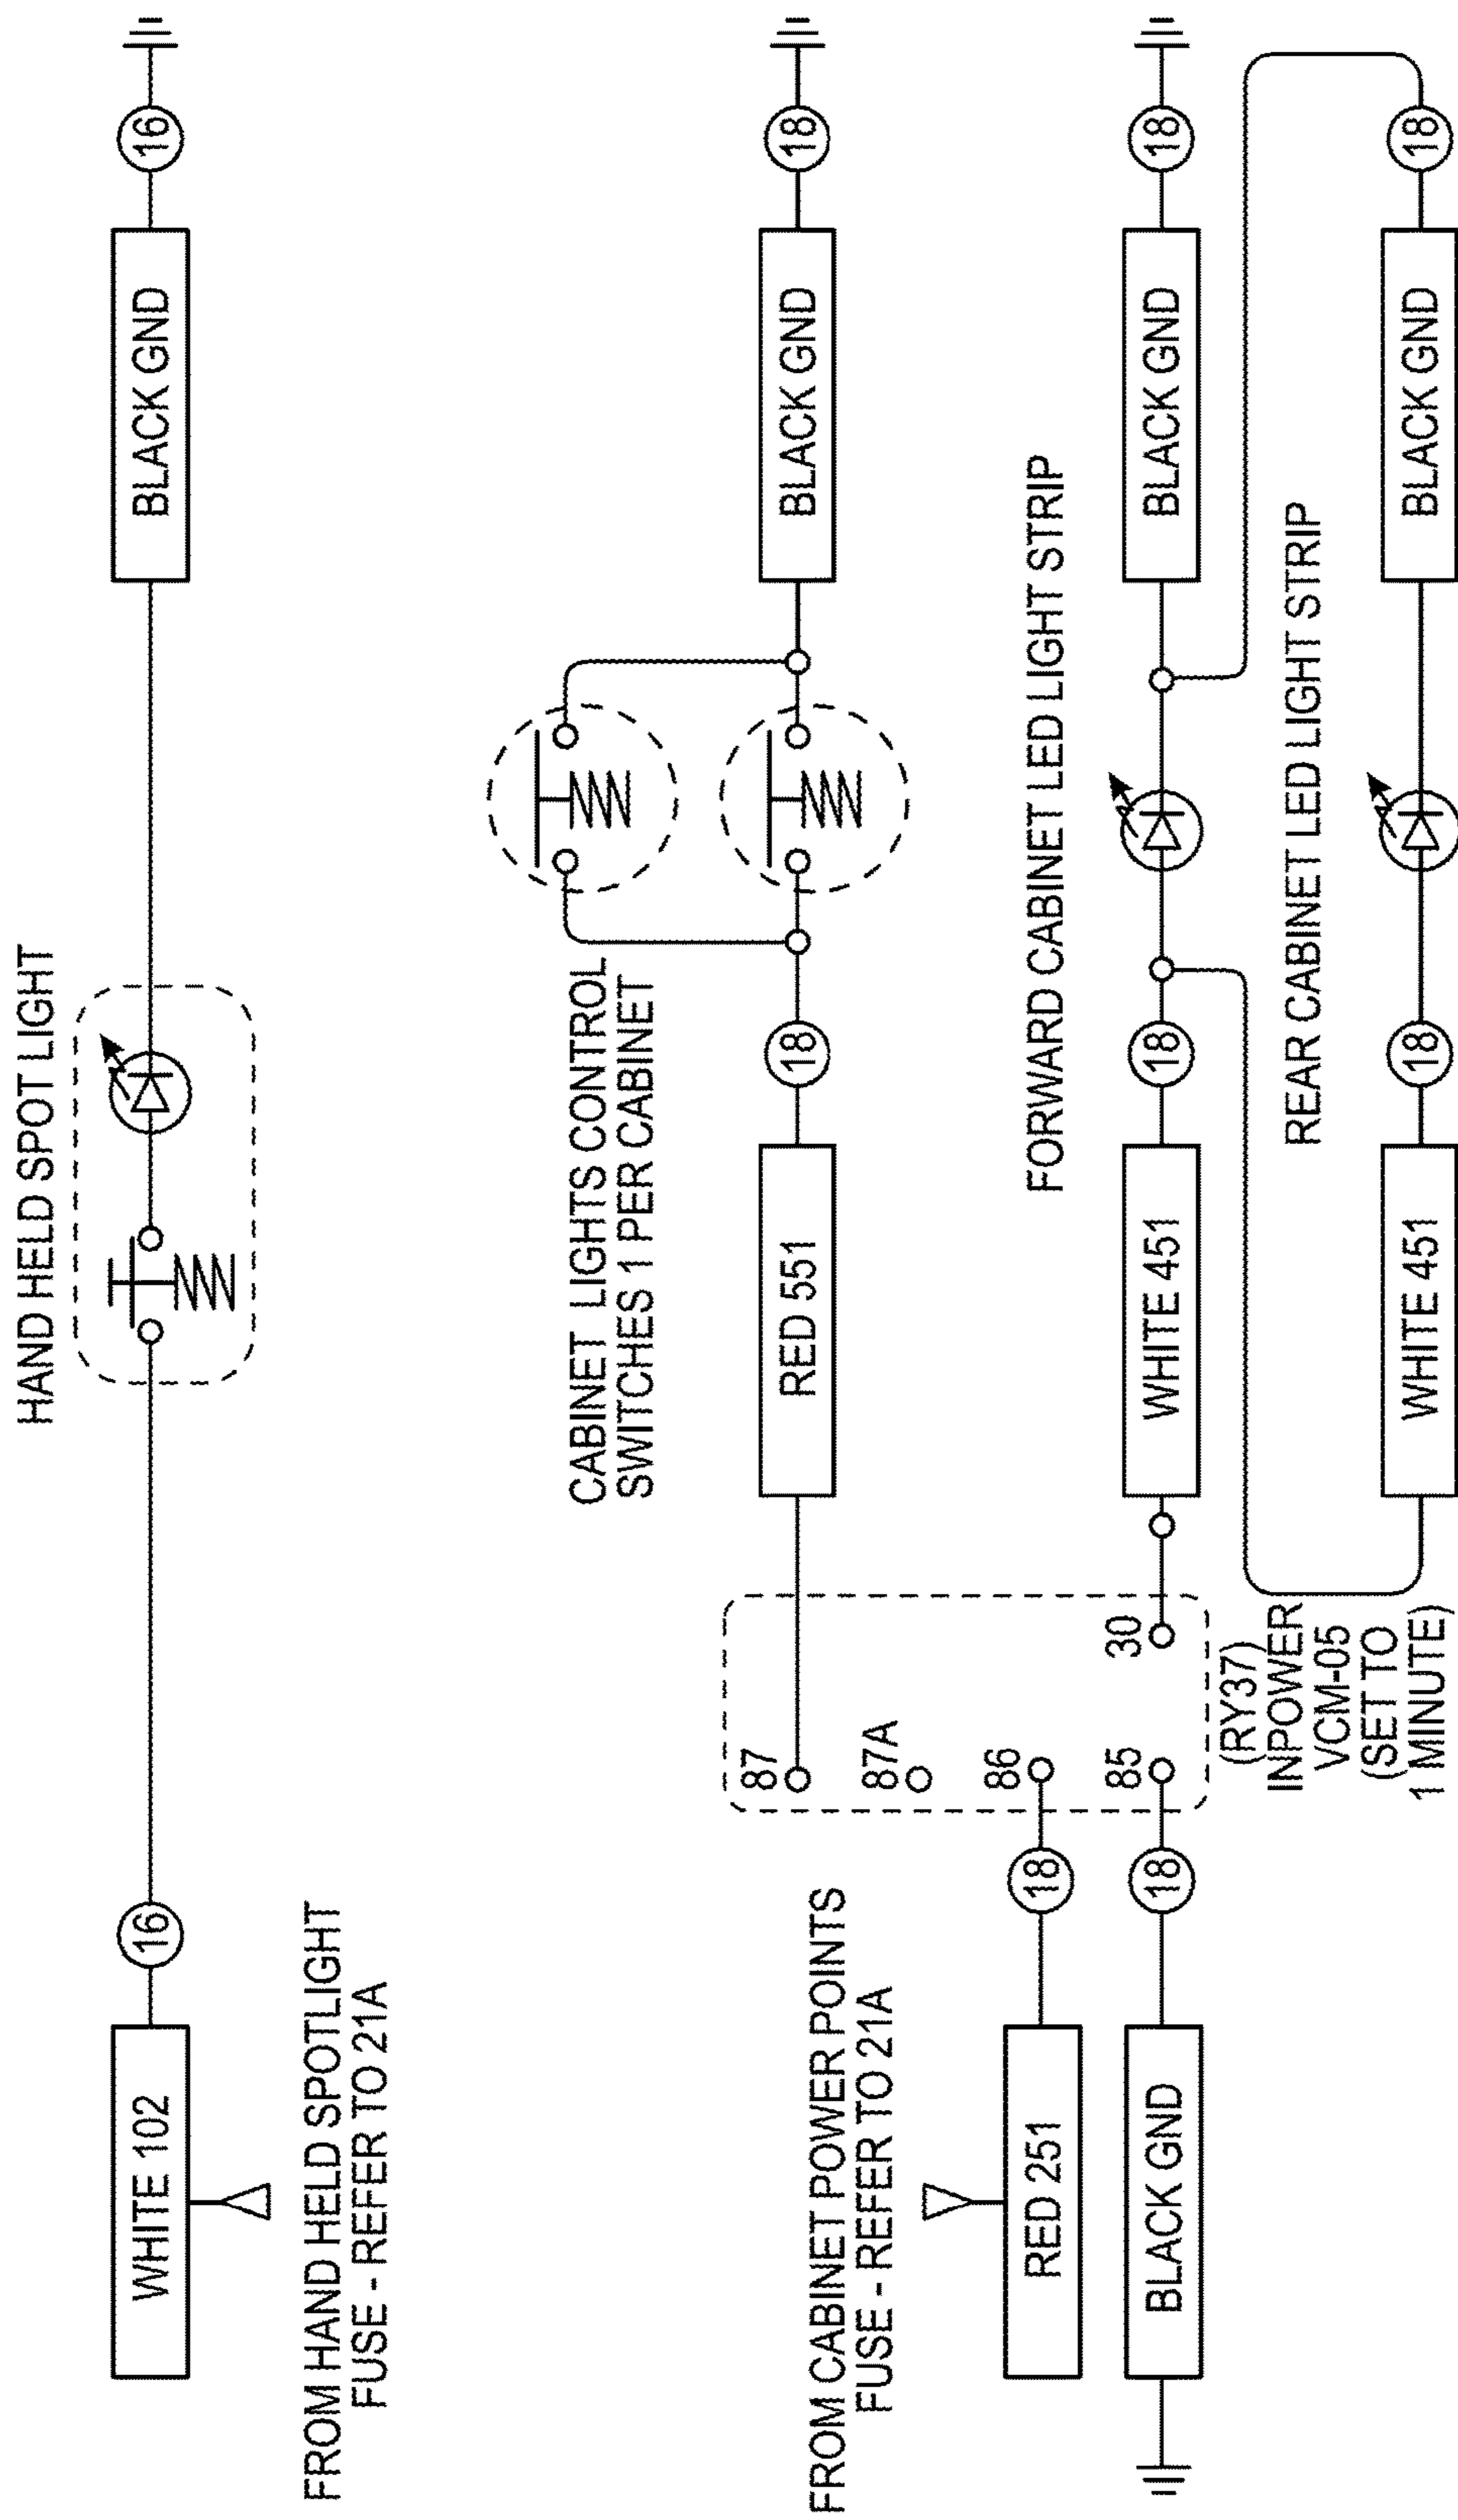 HAND HELD SPOT LIGHT
WHITE 102
16
BLACK GND
16
FROM HAND HELD SPOTLIGHT
FUSE - REFER TO 21A
CABINET LIGHTS CONTROL
SWITCHES 1 PER CABINET
87
RED 551
18
BLACK GND
18
87A
FROM CABINET POWER POINTS
FUSE - REFER TO 21A
RED 251
18
86
FORWARD CABINET LED LIGHT STRIP
BLACK GND
18
85
30
WHITE 451
18
BLACK GND
18
(RY37)
INPOWER
VCM-05
(SET TO
1 MINUTE)
REAR CABINET LED LIGHT STRIP
WHITE 451
18
BLACK GND
18